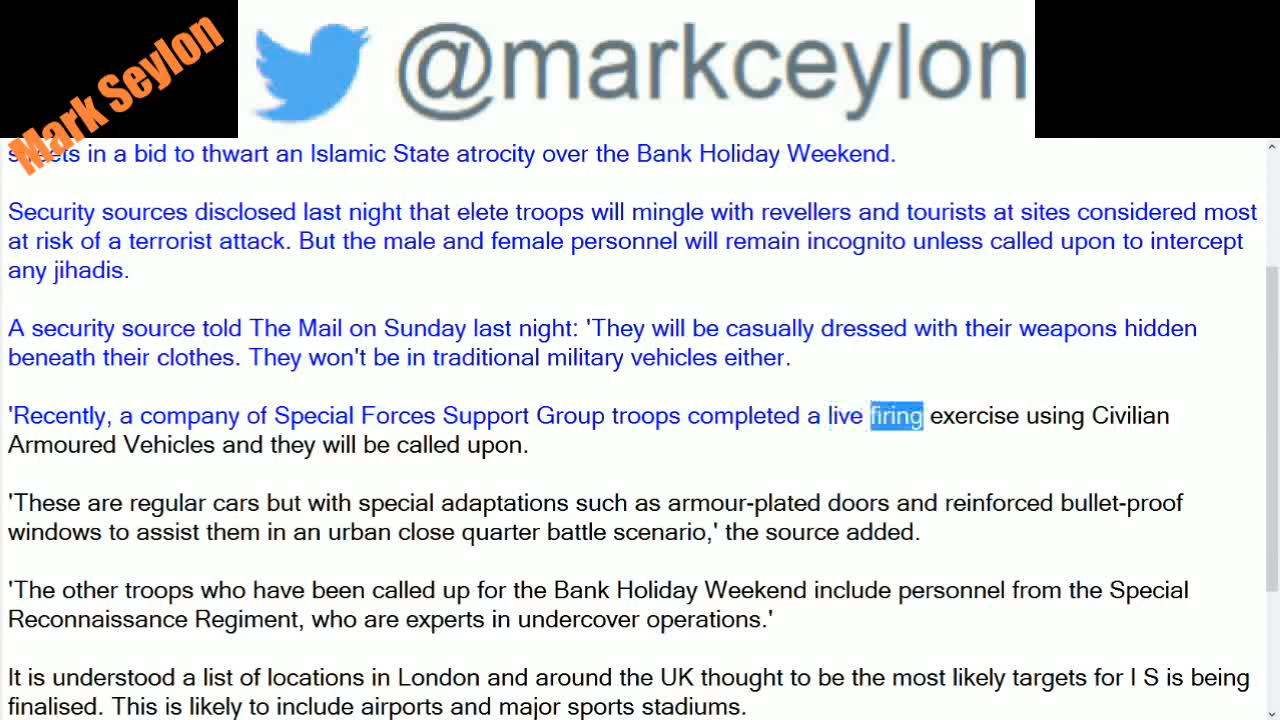 Mark Seylon
@markceylon
streets in a bid to thwart an Islamic State atrocity over the Bank Holiday Weekend.
Security sources disclosed last night that elete troops will mingle with revellers and tourists at sites considered most
at risk of a terrorist attack. But the male and female personnel will remain incognito unless called upon to intercept
any jihadis.
A security source told The Mail on Sunday last night: 'They will be casually dressed with their weapons hidden
beneath their clothes. They won't be in traditional military vehicles either.
'Recently, a company of Special Forces Support Group troops completed a live firing exercise using Civilian
Armoured Vehicles and they will be called upon.
'These are regular cars but with special adaptations such as armour-plated doors and reinforced bullet-proof
windows to assist them in an urban close quarter battle scenario,' the source added.
'The other troops who have been called up for the Bank Holiday Weekend include personnel from the Special
Reconnaissance Regiment, who are experts in undercover operations.'
It is understood a list of locations in London and around the UK thought to be the most likely targets for I S is being
finalised. This is likely to include airports and major sports stadiums.